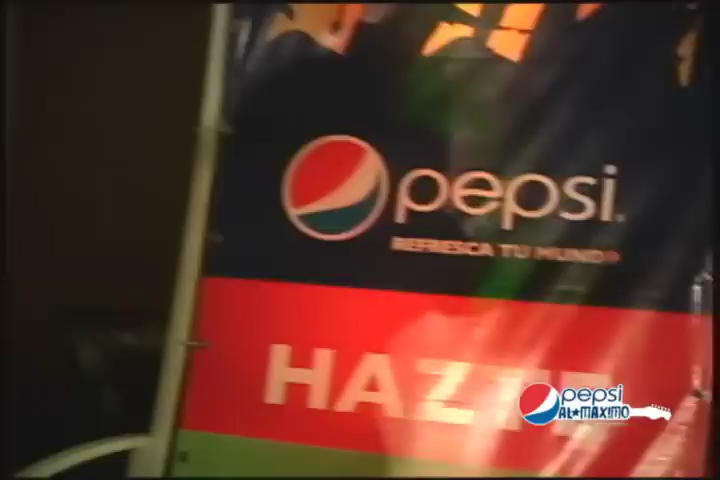 pepsi.
REFRESCA TU MUNDO
HAZTE
pepsi
AL★MAXIMO